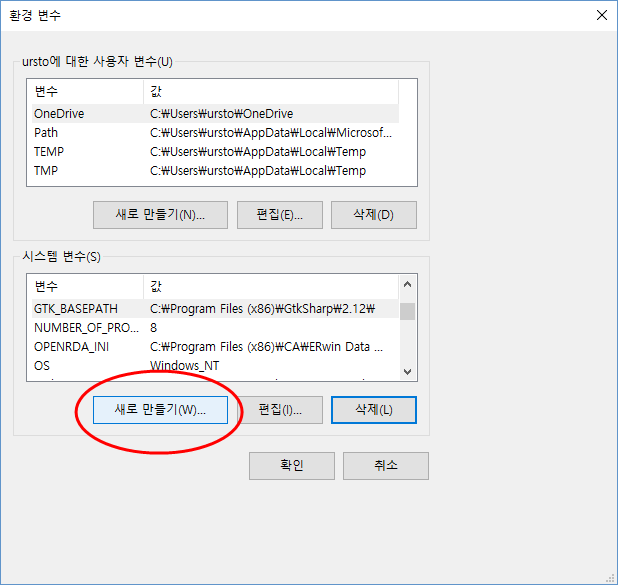 환경 변수
ursto에 대한 사용자 변수(U)
변수 값
OneDrive C:₩Users₩ursto₩OneDrive
Path C:₩Users₩ursto₩AppData₩Local₩Microsof...
TEMP C:₩Users₩ursto₩AppData₩Local₩Temp
TMP C:₩Users₩ursto₩AppData₩Local₩Temp
새로 만들기(N)... 편집(E)... 삭제(D)
시스템 변수(S)
변수 값
GTK_BASEPATH C:₩Program Files (x86)₩GtkSharp₩2.12₩
NUMBER_OF_PRO... 8
OPENRDA_INI C:₩Program Files (x86)₩CA₩ERwin Data ...
OS Windows_NT
새로 만들기(W)... 편집(I)... 삭제(L)
확인 취소